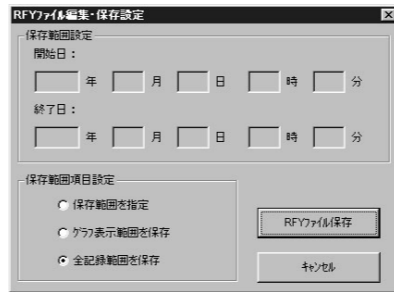 RFYﾌｧｲﾙ編集・保存設定
保存範囲設定
開始日：
年 月 日 時 分
終了日：
年 月 日 時 分
保存範囲項目設定
保存範囲を指定
ｸﾞﾗﾌ表示範囲を保存
全記録範囲を保存
RFYﾌｧｲﾙ保存
ｷｬﾝｾﾙ